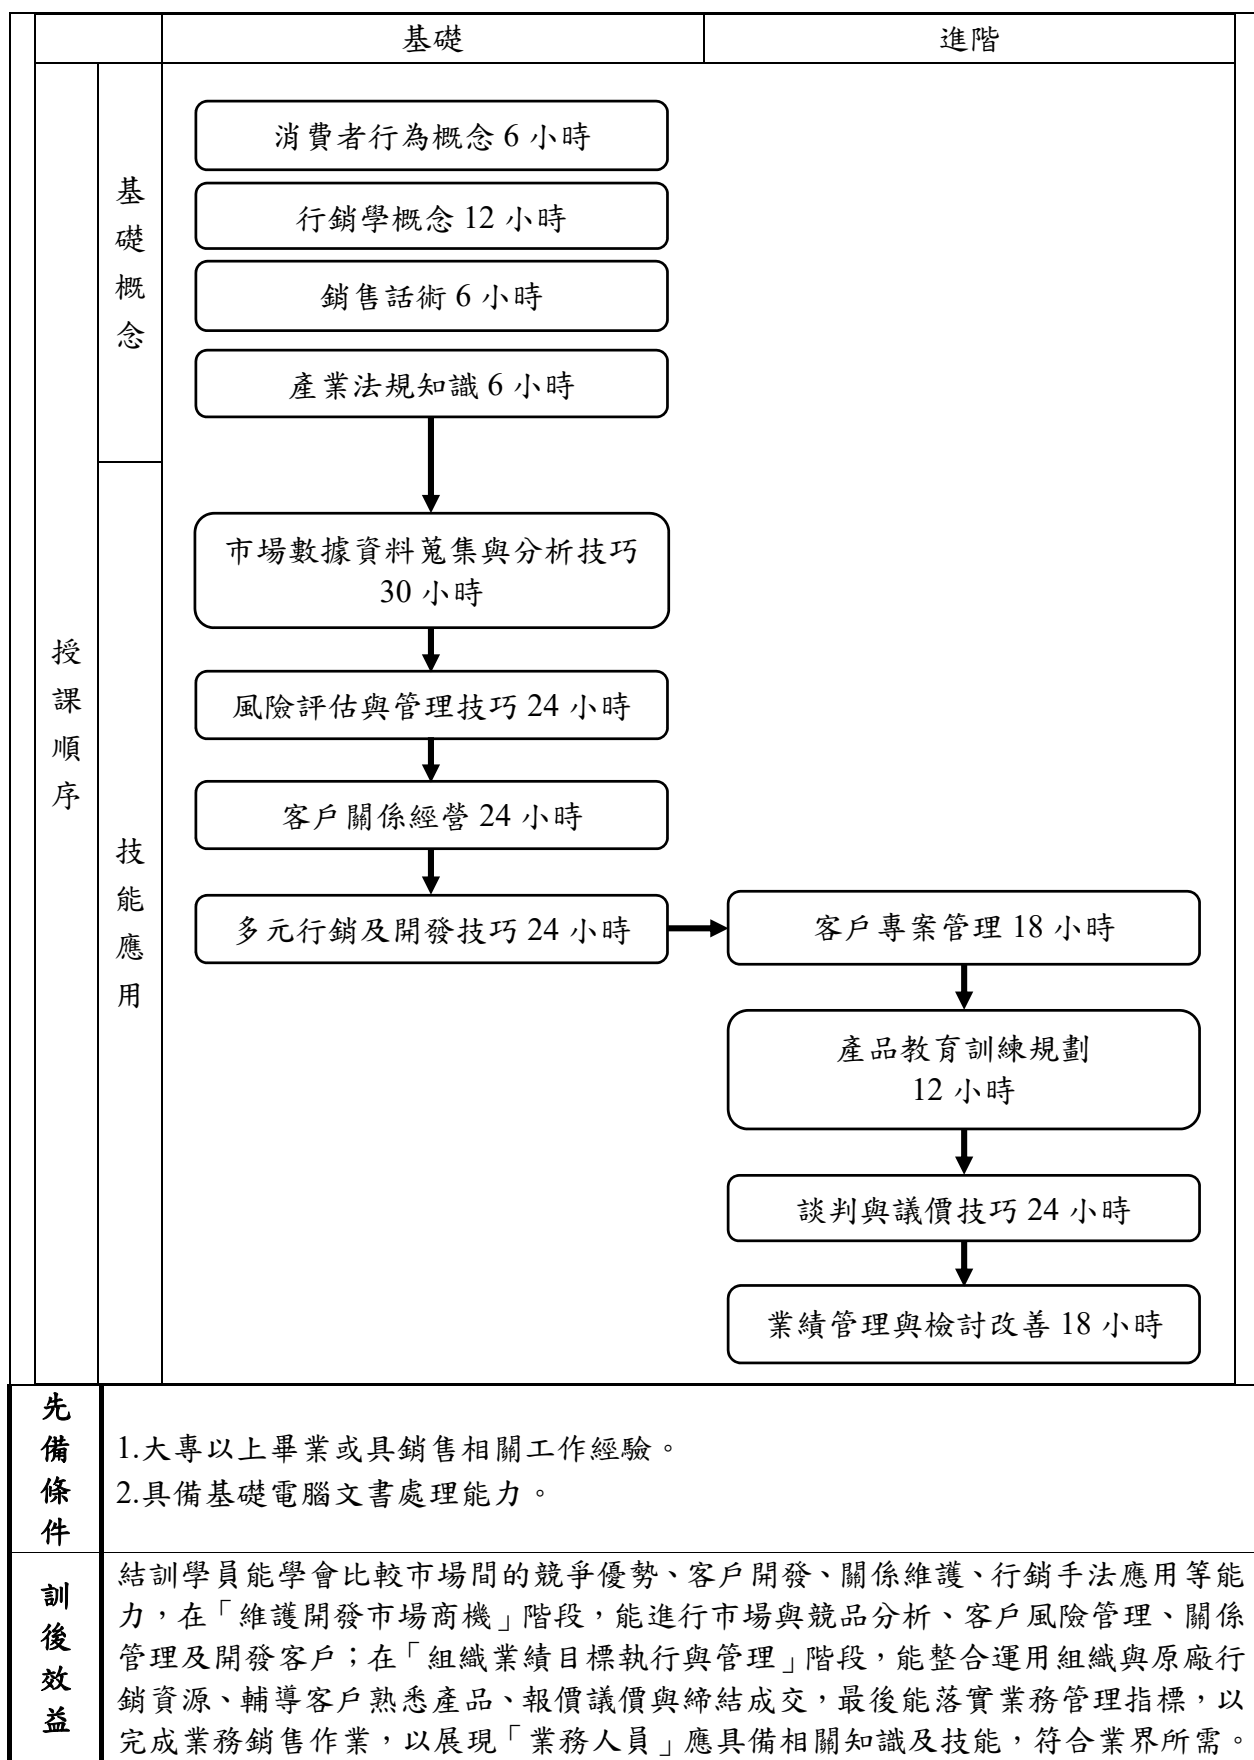 基礎
進階
授課順序
基礎概念
消費者行為概念 6 小時
行銷學概念 12 小時
銷售話術 6 小時
產業法規知識 6 小時
技能應用
市場數據資料蒐集與分析技巧
30 小時
風險評估與管理技巧 24 小時
客戶關係經營 24 小時
多元行銷及開發技巧 24 小時
客戶專案管理 18 小時
產品教育訓練規劃
12 小時
談判與議價技巧 24 小時
業績管理與檢討改善 18 小時
先備條件
1.大專以上畢業或具銷售相關工作經驗。
2.具備基礎電腦文書處理能力。
訓後效益
結訓學員能學會比較市場間的競爭優勢、客戶開發、關係維護、行銷手法應用等能
力，在「維護開發市場商機」階段，能進行市場與競品分析、客戶風險管理、關係
管理及開發客戶；在「組織業績目標執行與管理」階段，能整合運用組織與原廠行
銷資源、輔導客戶熟悉產品、報價議價與締結成交，最後能落實業務管理指標，以
完成業務銷售作業，以展現「業務人員」應具備相關知識及技能，符合業界所需。